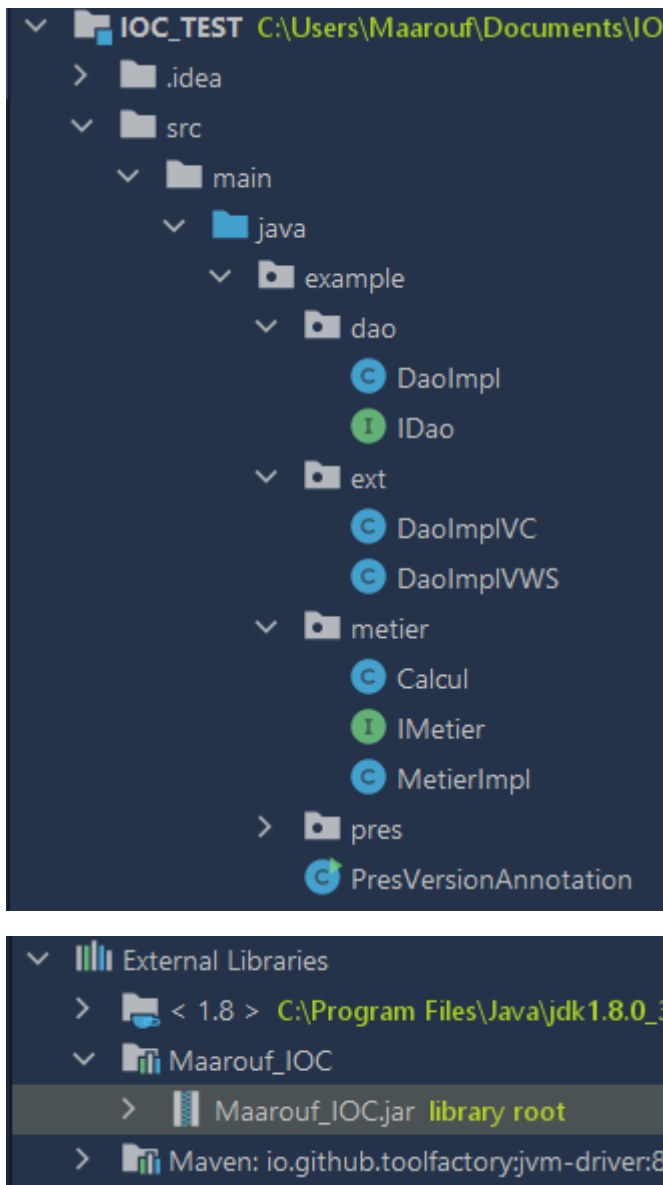 IOC_TEST C:\Users\Maarouf\Documents\IO
.idea
src
main
java
example
dao
C DaoImpl
I IDao
ext
C DaoImplVC
C DaoImplVWS
metier
C Calcul
I IMetier
C MetierImpl
pres
C PresVersionAnnotation
External Libraries
< 1.8 > C:\Program Files\Java\jdk1.8.0_3
Maarouf_IOC
Maarouf_IOC.jar library root
Maven: io.github.toolfactory:jvm-driver:8